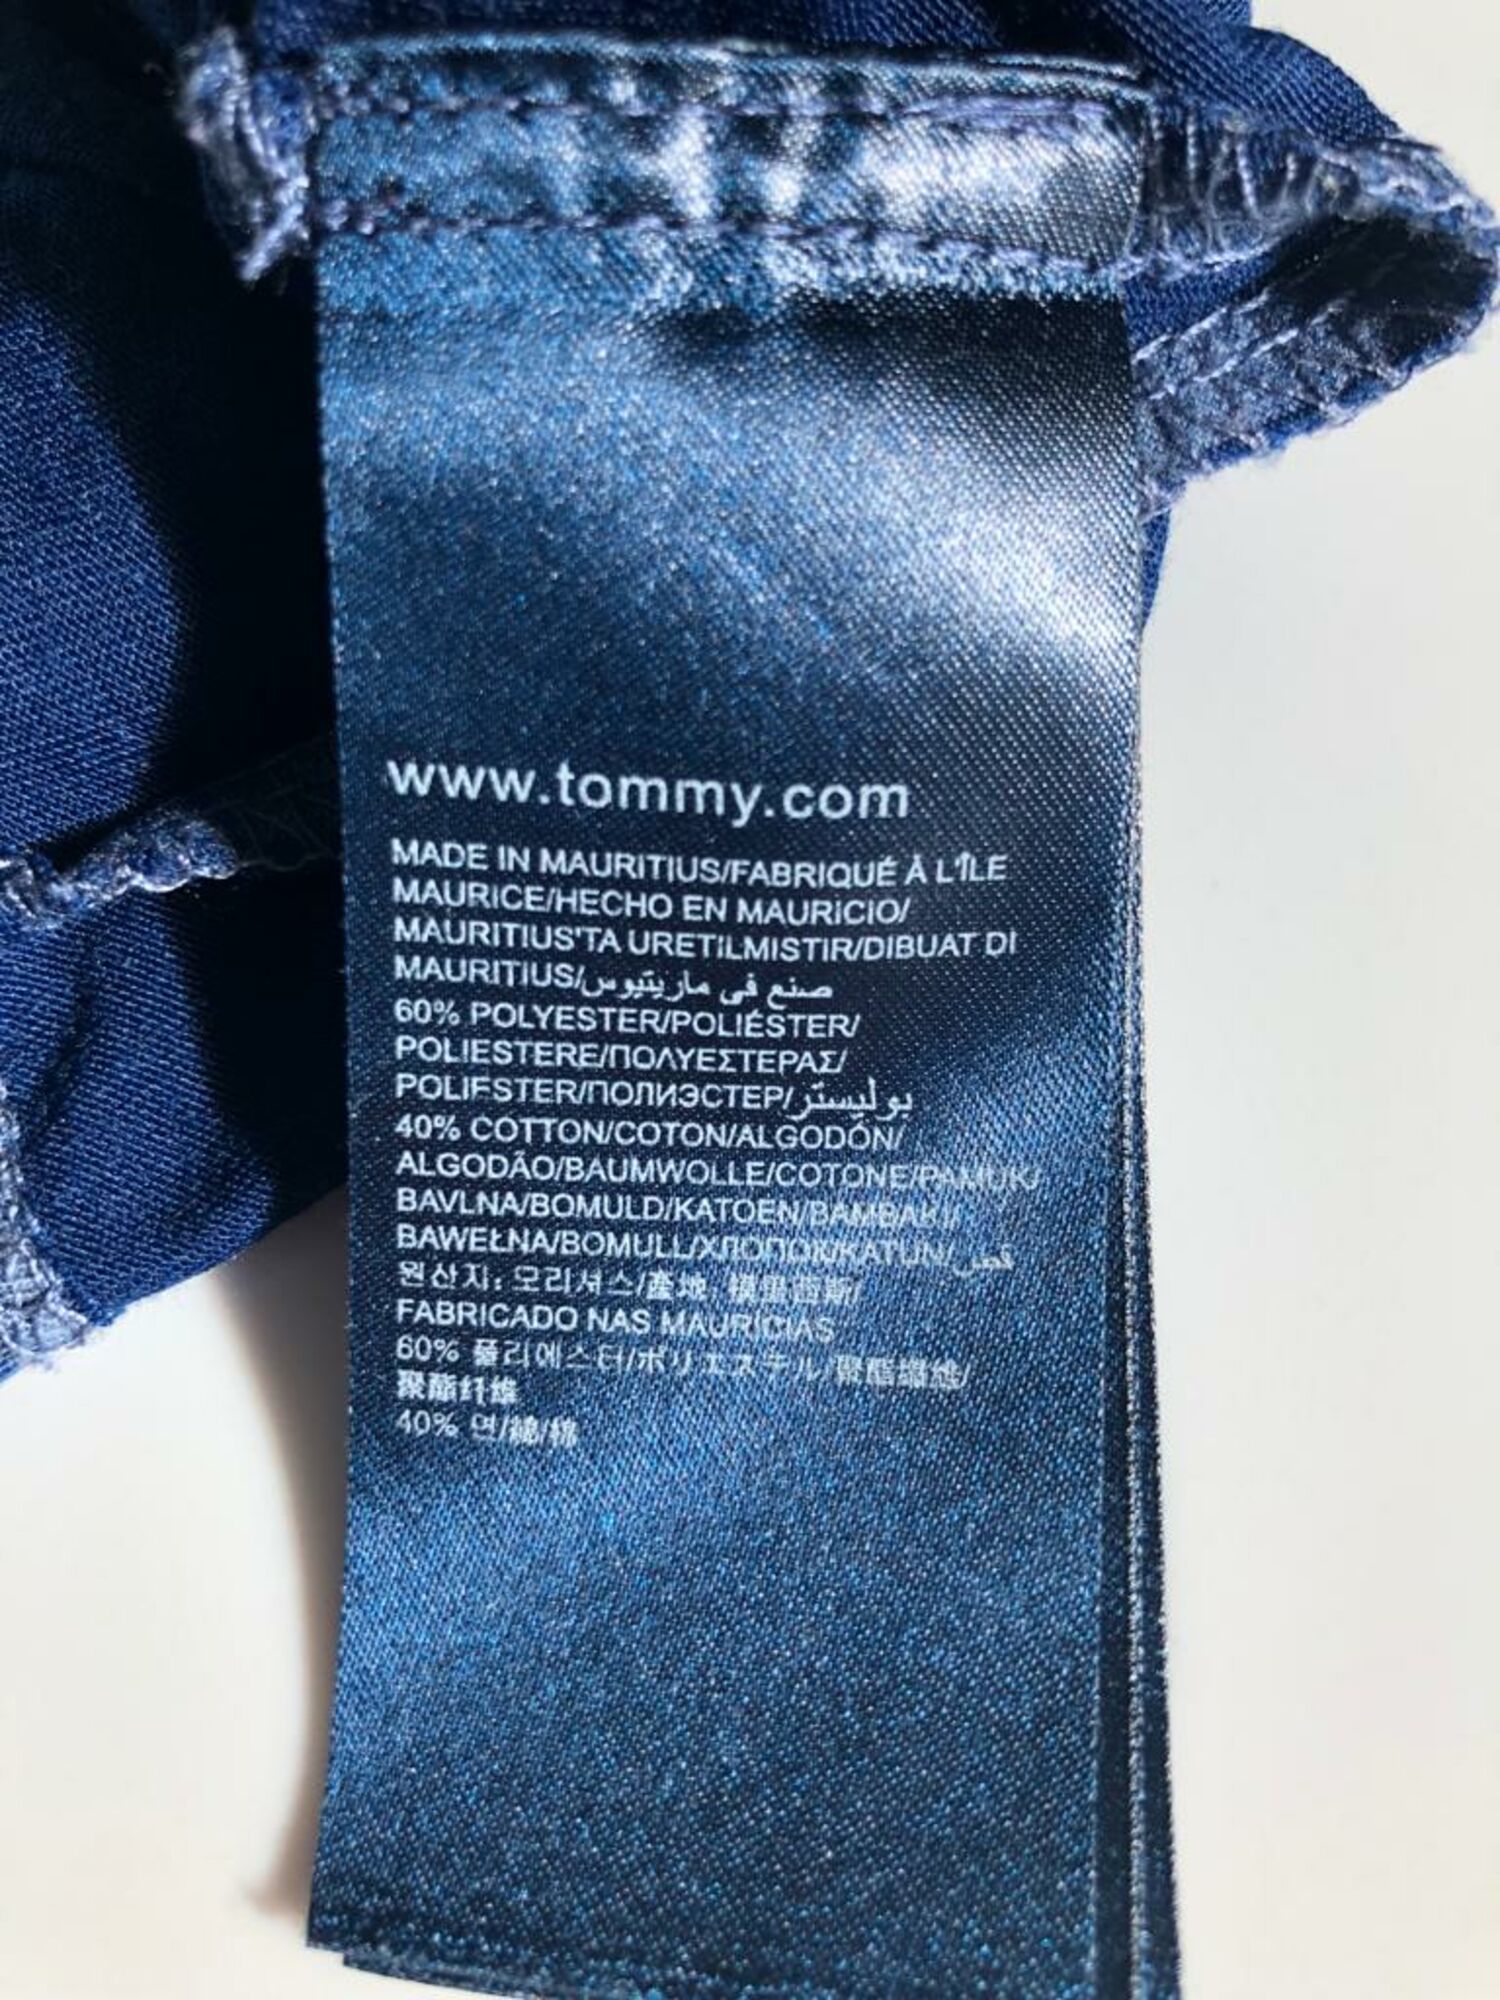 www.tommy.com
MADE IN MAURITIUS/FABRIQUÉ À L'ÎLE
MAURICE/HECHO EN MAURICIO/
MAURITIUS'TA URETILMISTIR/DIBUAT DI
MAURITIUS/صنع في ماريتيوس
60% POLYESTER/POLIÉSTER/
POLIESTERE/ΠΟΛΥΕΣΤΕΡΑΣ/
POLIESTER/ПОЛИЭСТЕР/بوليستر
40% COTTON/COTON/ALGODÓN/
ALGODÃO/BAUMWOLLE/COTONE/PAMUK/
BAVLNA/BOMULD/KATOEN/BAMBAKI/
BAWEŁNA/BOMULL/ХЛОПОК/KATUN/قطن
원산지: 모리셔스/產地: 模里西斯/
FABRICADO NAS MAURÍCIAS
60% 폴리에스터/ポリエステル/聚酯纖維/
聚酯纤维
40% 면/綿/棉